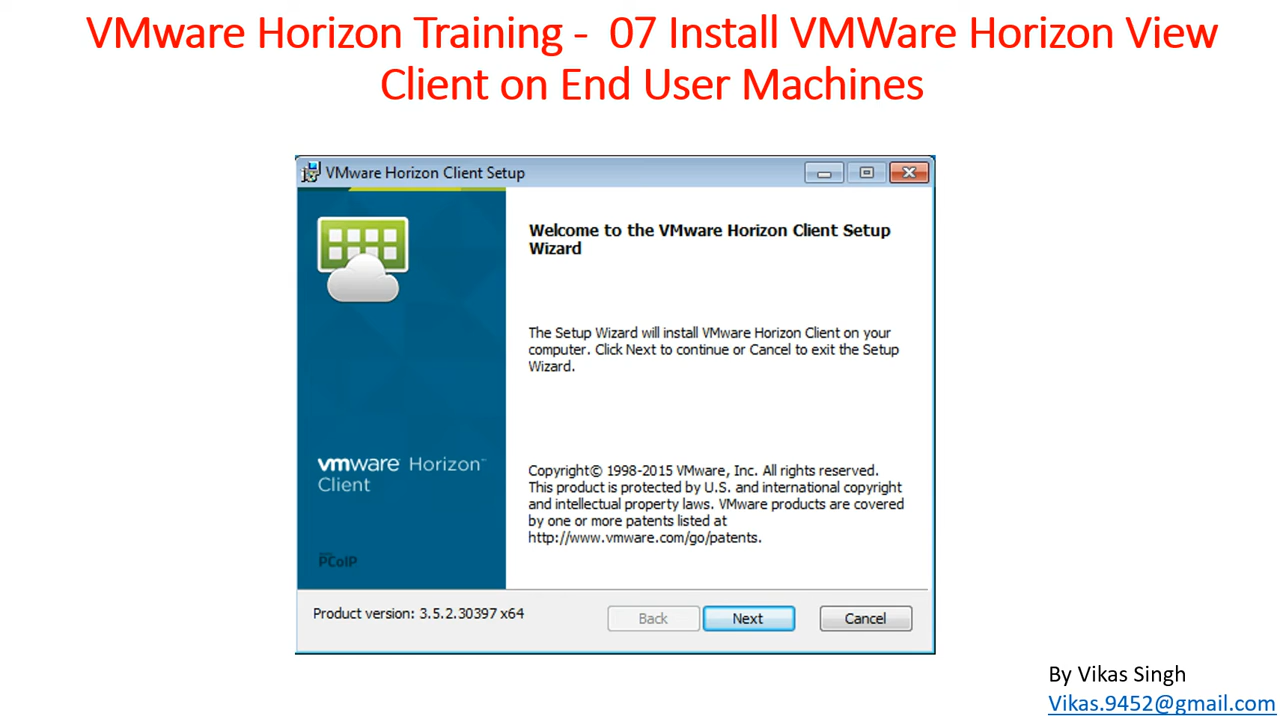 VMware Horizon Training - 07 Install VMWare Horizon View
Client on End User Machines
VMware Horizon Client Setup
Welcome to the VMware Horizon Client Setup
Wizard
The Setup Wizard will install VMware Horizon Client on your
computer. Click Next to continue or Cancel to exit the Setup
Wizard.
vmware Horizon™
Client
Copyright© 1998-2015 VMware, Inc. All rights reserved.
This product is protected by U.S. and international copyright
and intellectual property laws. VMware products are covered
by one or more patents listed at
http://www.vmware.com/go/patents.
PCoIP
Product version: 3.5.2.30397 x64
Back
Next
Cancel
By Vikas Singh
Vikas.9452@gmail.com